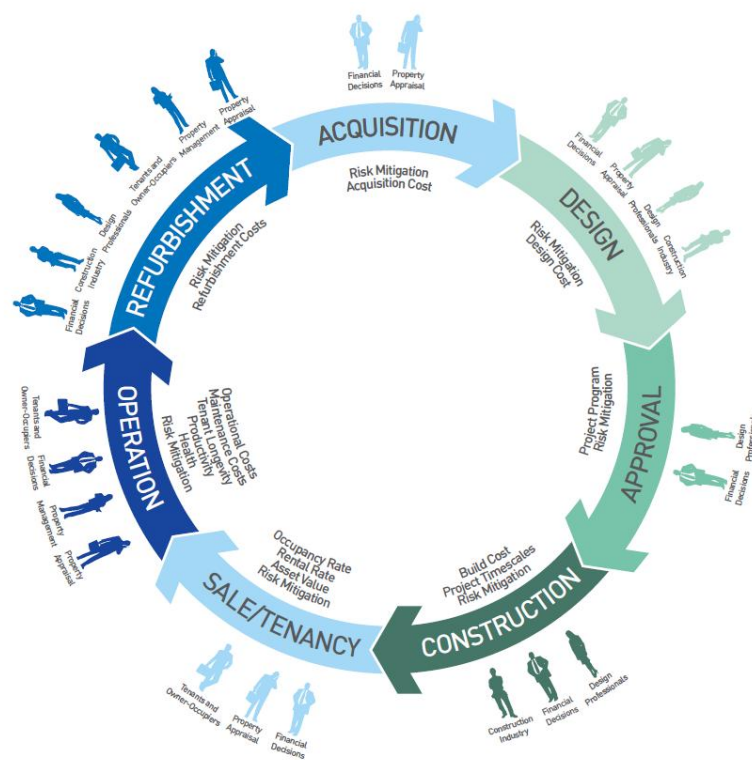 ACQUISITION
Financial
Decisions
Property
Appraisal
Risk Mitigation
Acquisition Cost
DESIGN
Financial
Decisions
Property
Appraisal
Design
Professionals
Construction
Industry
Risk Mitigation
Design Cost
APPROVAL
Design
Financial
Decisions
Project Program
Risk Mitigation
CONSTRUCTION
Design
Professionals
Financial
Decisions
Construction
Industry
Build Cost
Project Timescales
Risk Mitigation
SALE/TENANCY
Financial
Decisions
Property
Appraisal
Tenants and
Owner-Occupiers
Occupancy Rate
Rental Rate
Asset Value
Risk Mitigation
OPERATION
Property
Appraisal
Property
Management
Financial
Decisions
Tenants and
Owner-Occupiers
Operational Costs
Maintenance Costs
Tenant Longevity
Productivity
Health
Risk Mitigation
REFURBISHMENT
Financial
Decisions
Construction
Industry
Design
Professionals
Tenants and
Owner-Occupiers
Property
Management
Property
Appraisal
Risk Mitigation
Refurbishment Costs